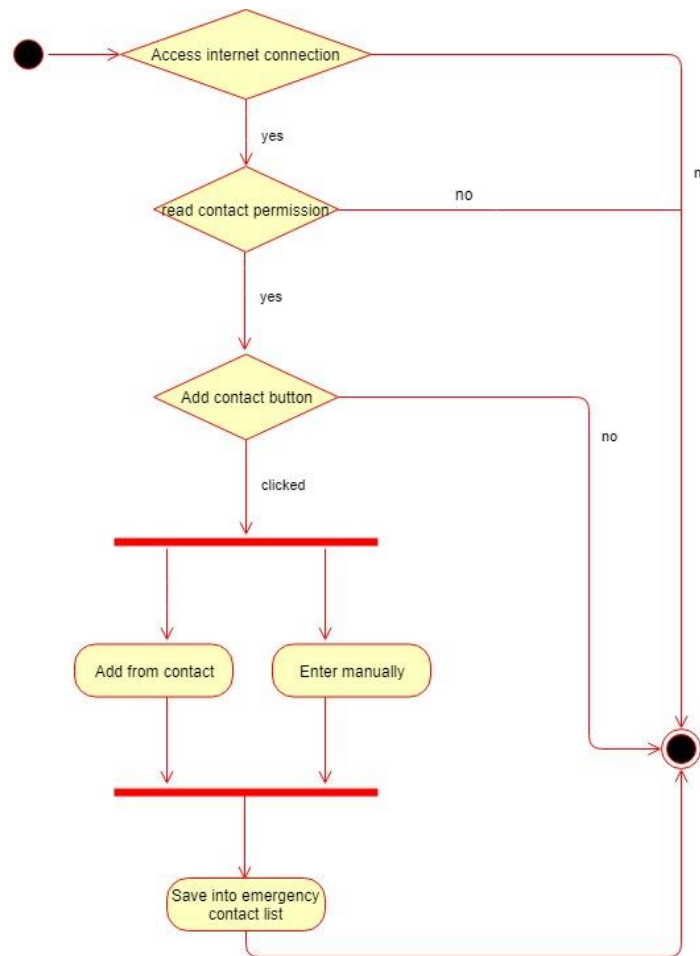 Access internet connection
yes
read contact permission
no
yes
Add contact button
no
clicked
Add from contact
Enter manually
Save into emergency
contact list